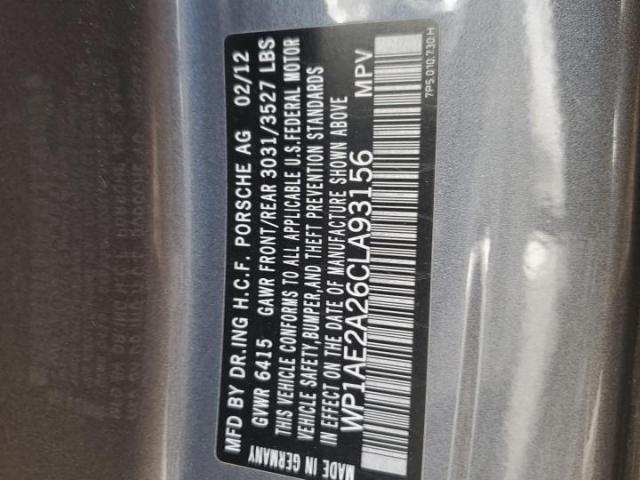 MFD BY DR.ING H.C.F. PORSCHE AG 02/12
GVWR 6415 GAWR FRONT/REAR 3031/3527 LBS
THIS VEHICLE CONFORMS TO ALL APPLICABLE U.S.FEDERAL MOTOR
VEHICLE SAFETY,BUMPER,AND THEFT PREVENTION STANDARDS
IN EFFECT ON THE DATE OF MANUFACTURE SHOWN ABOVE
WP1AE2A26CLA93156 MPV
MADE IN GERMANY
7P5.010.730.H